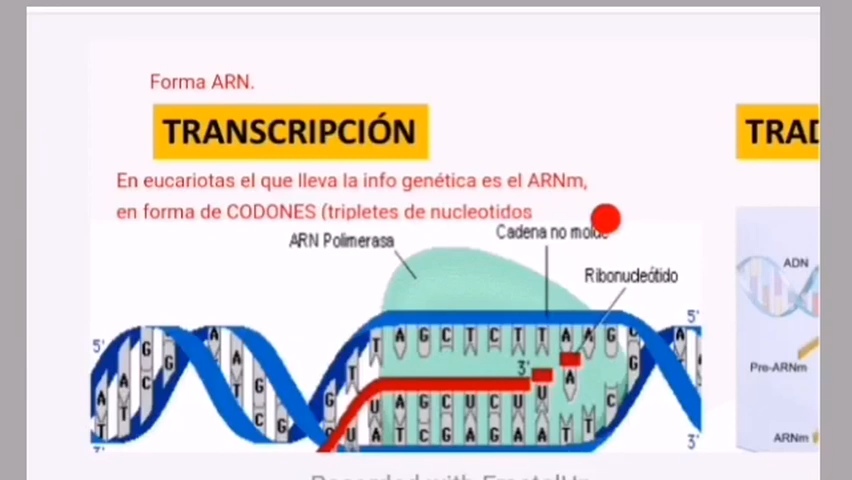 Forma ARN.
TRANSCRIPCIÓN
TRAD
En eucariotas el que lleva la info genética es el ARNm,
en forma de CODONES (tripletes de nucleotidos
Cadena no molde
ARN Polimerasa
Ribonucleótido
ADN
5'
5'
A G C T C T T A A G
3'
Pre-ARNm
U A G C U C U U A
A T C G A G A A T T C
ARNm
3'